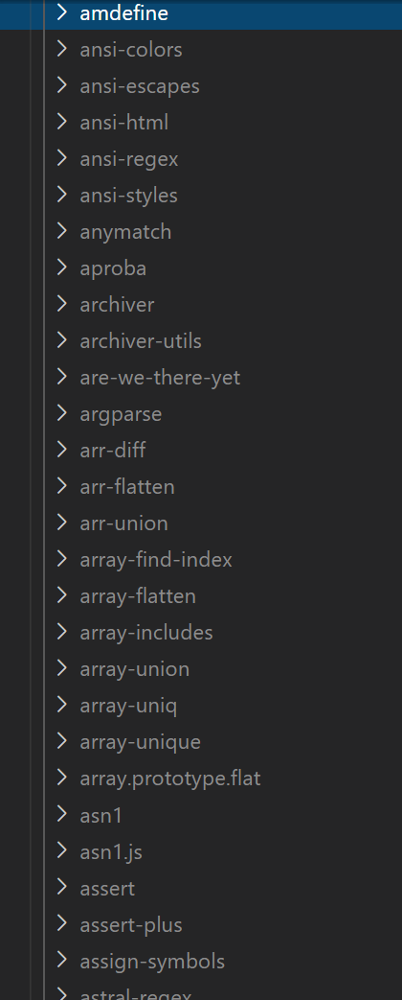 amdefine
ansi-colors
ansi-escapes
ansi-html
ansi-regex
ansi-styles
anymatch
aproba
archiver
archiver-utils
are-we-there-yet
argparse
arr-diff
arr-flatten
arr-union
array-find-index
array-flatten
array-includes
array-union
array-uniq
array-unique
array.prototype.flat
asn1
asn1.js
assert
assert-plus
assign-symbols
astral-regex